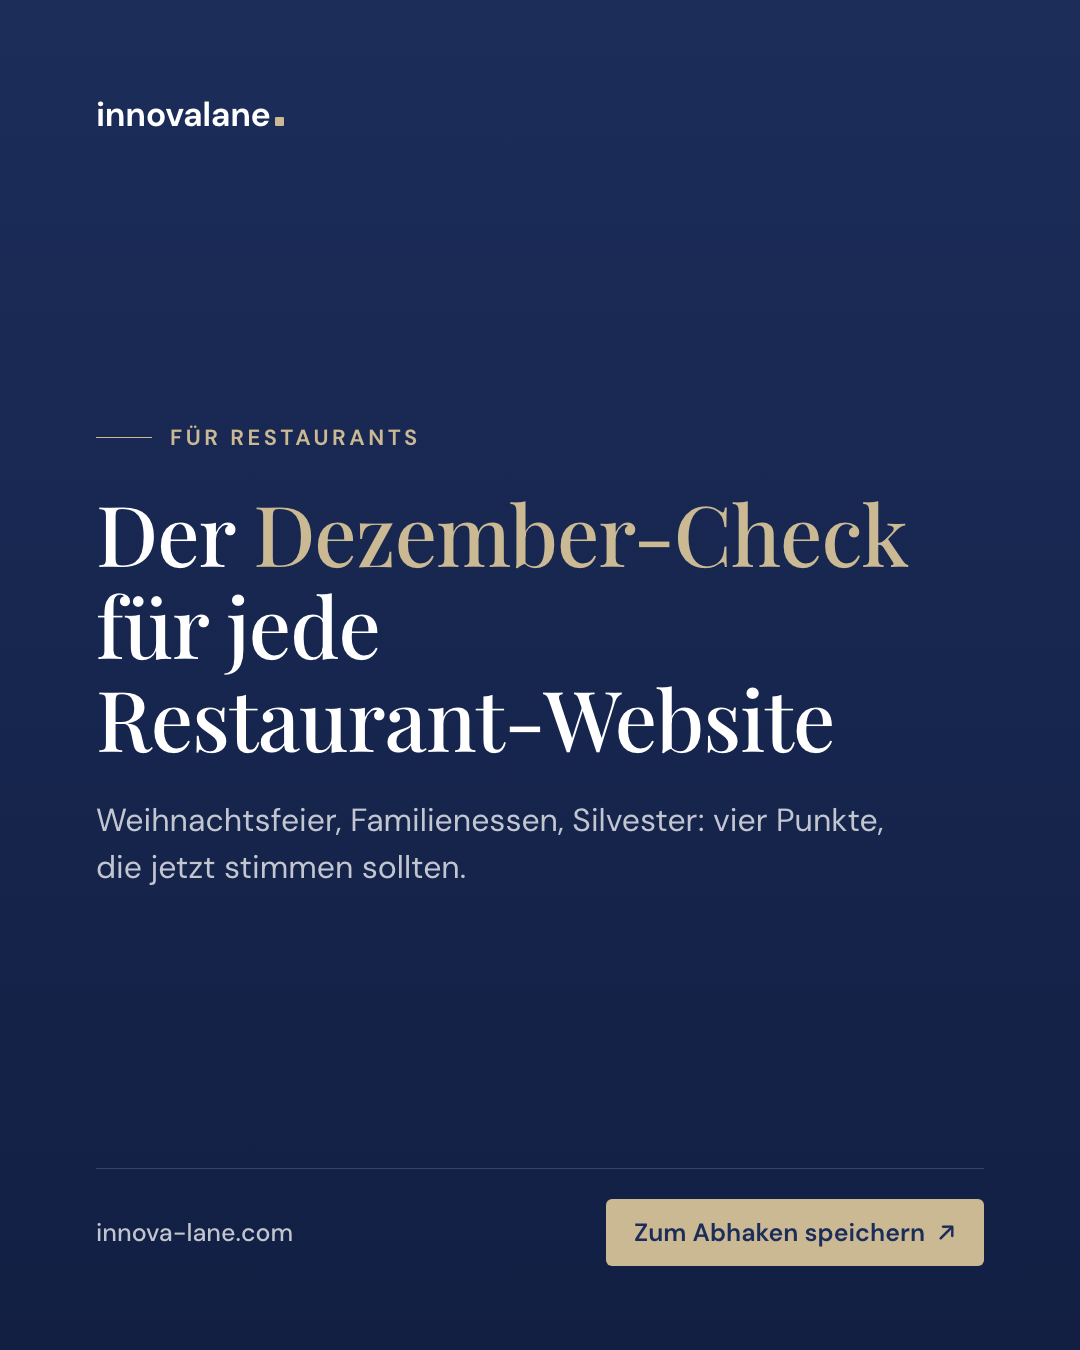 innovalane.
FÜR RESTAURANTS
Der Dezember-Check
für jede
Restaurant-Website
Weihnachtsfeier, Familienessen, Silvester: vier Punkte,
die jetzt stimmen sollten.
innova-lane.com
Zum Abhaken speichern ↗